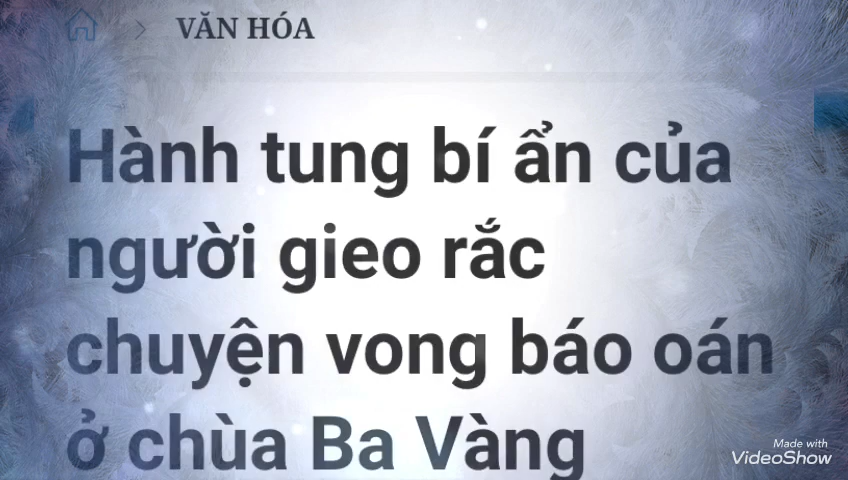 VĂN HÓA
Hành tung bí ẩn của
người gieo rắc
chuyện vong báo oán
ở chùa Ba Vàng
Made with
VideoShow